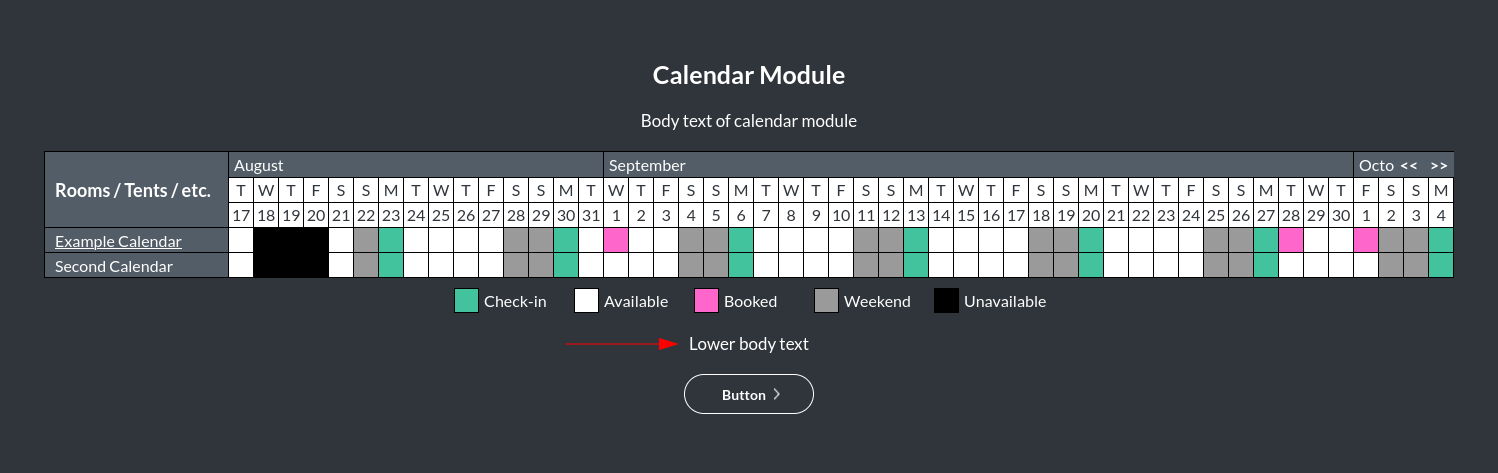 Calendar Module
Body text of calendar module
August September Octo << >>
Rooms / Tents / etc.
T W T F S S M T W T F S S M T W T F S S M T W T F S S M T W T F S S M T W T F S S M T W T F S S M
17 18 19 20 21 22 23 24 25 26 27 28 29 30 31 1 2 3 4 5 6 7 8 9 10 11 12 13 14 15 16 17 18 19 20 21 22 23 24 25 26 27 28 29 30 1 2 3 4
Example Calendar
Second Calendar
Check-in Available Booked Weekend Unavailable
Lower body text
Button